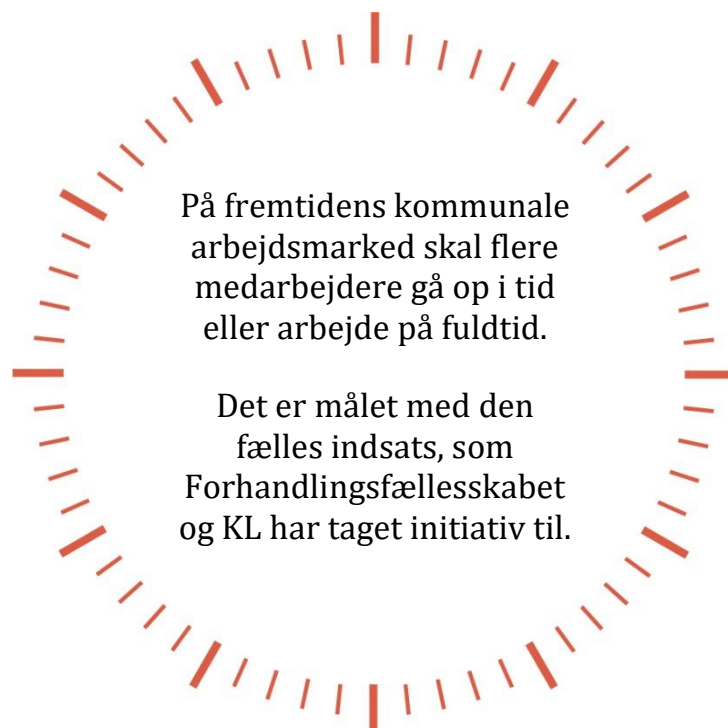 På fremtidens kommunale
arbejdsmarked skal flere
medarbejdere gå op i tid
eller arbejde på fuldtid.
Det er målet med den
fælles indsats, som
Forhandlingsfællesskabet
og KL har taget initiativ til.